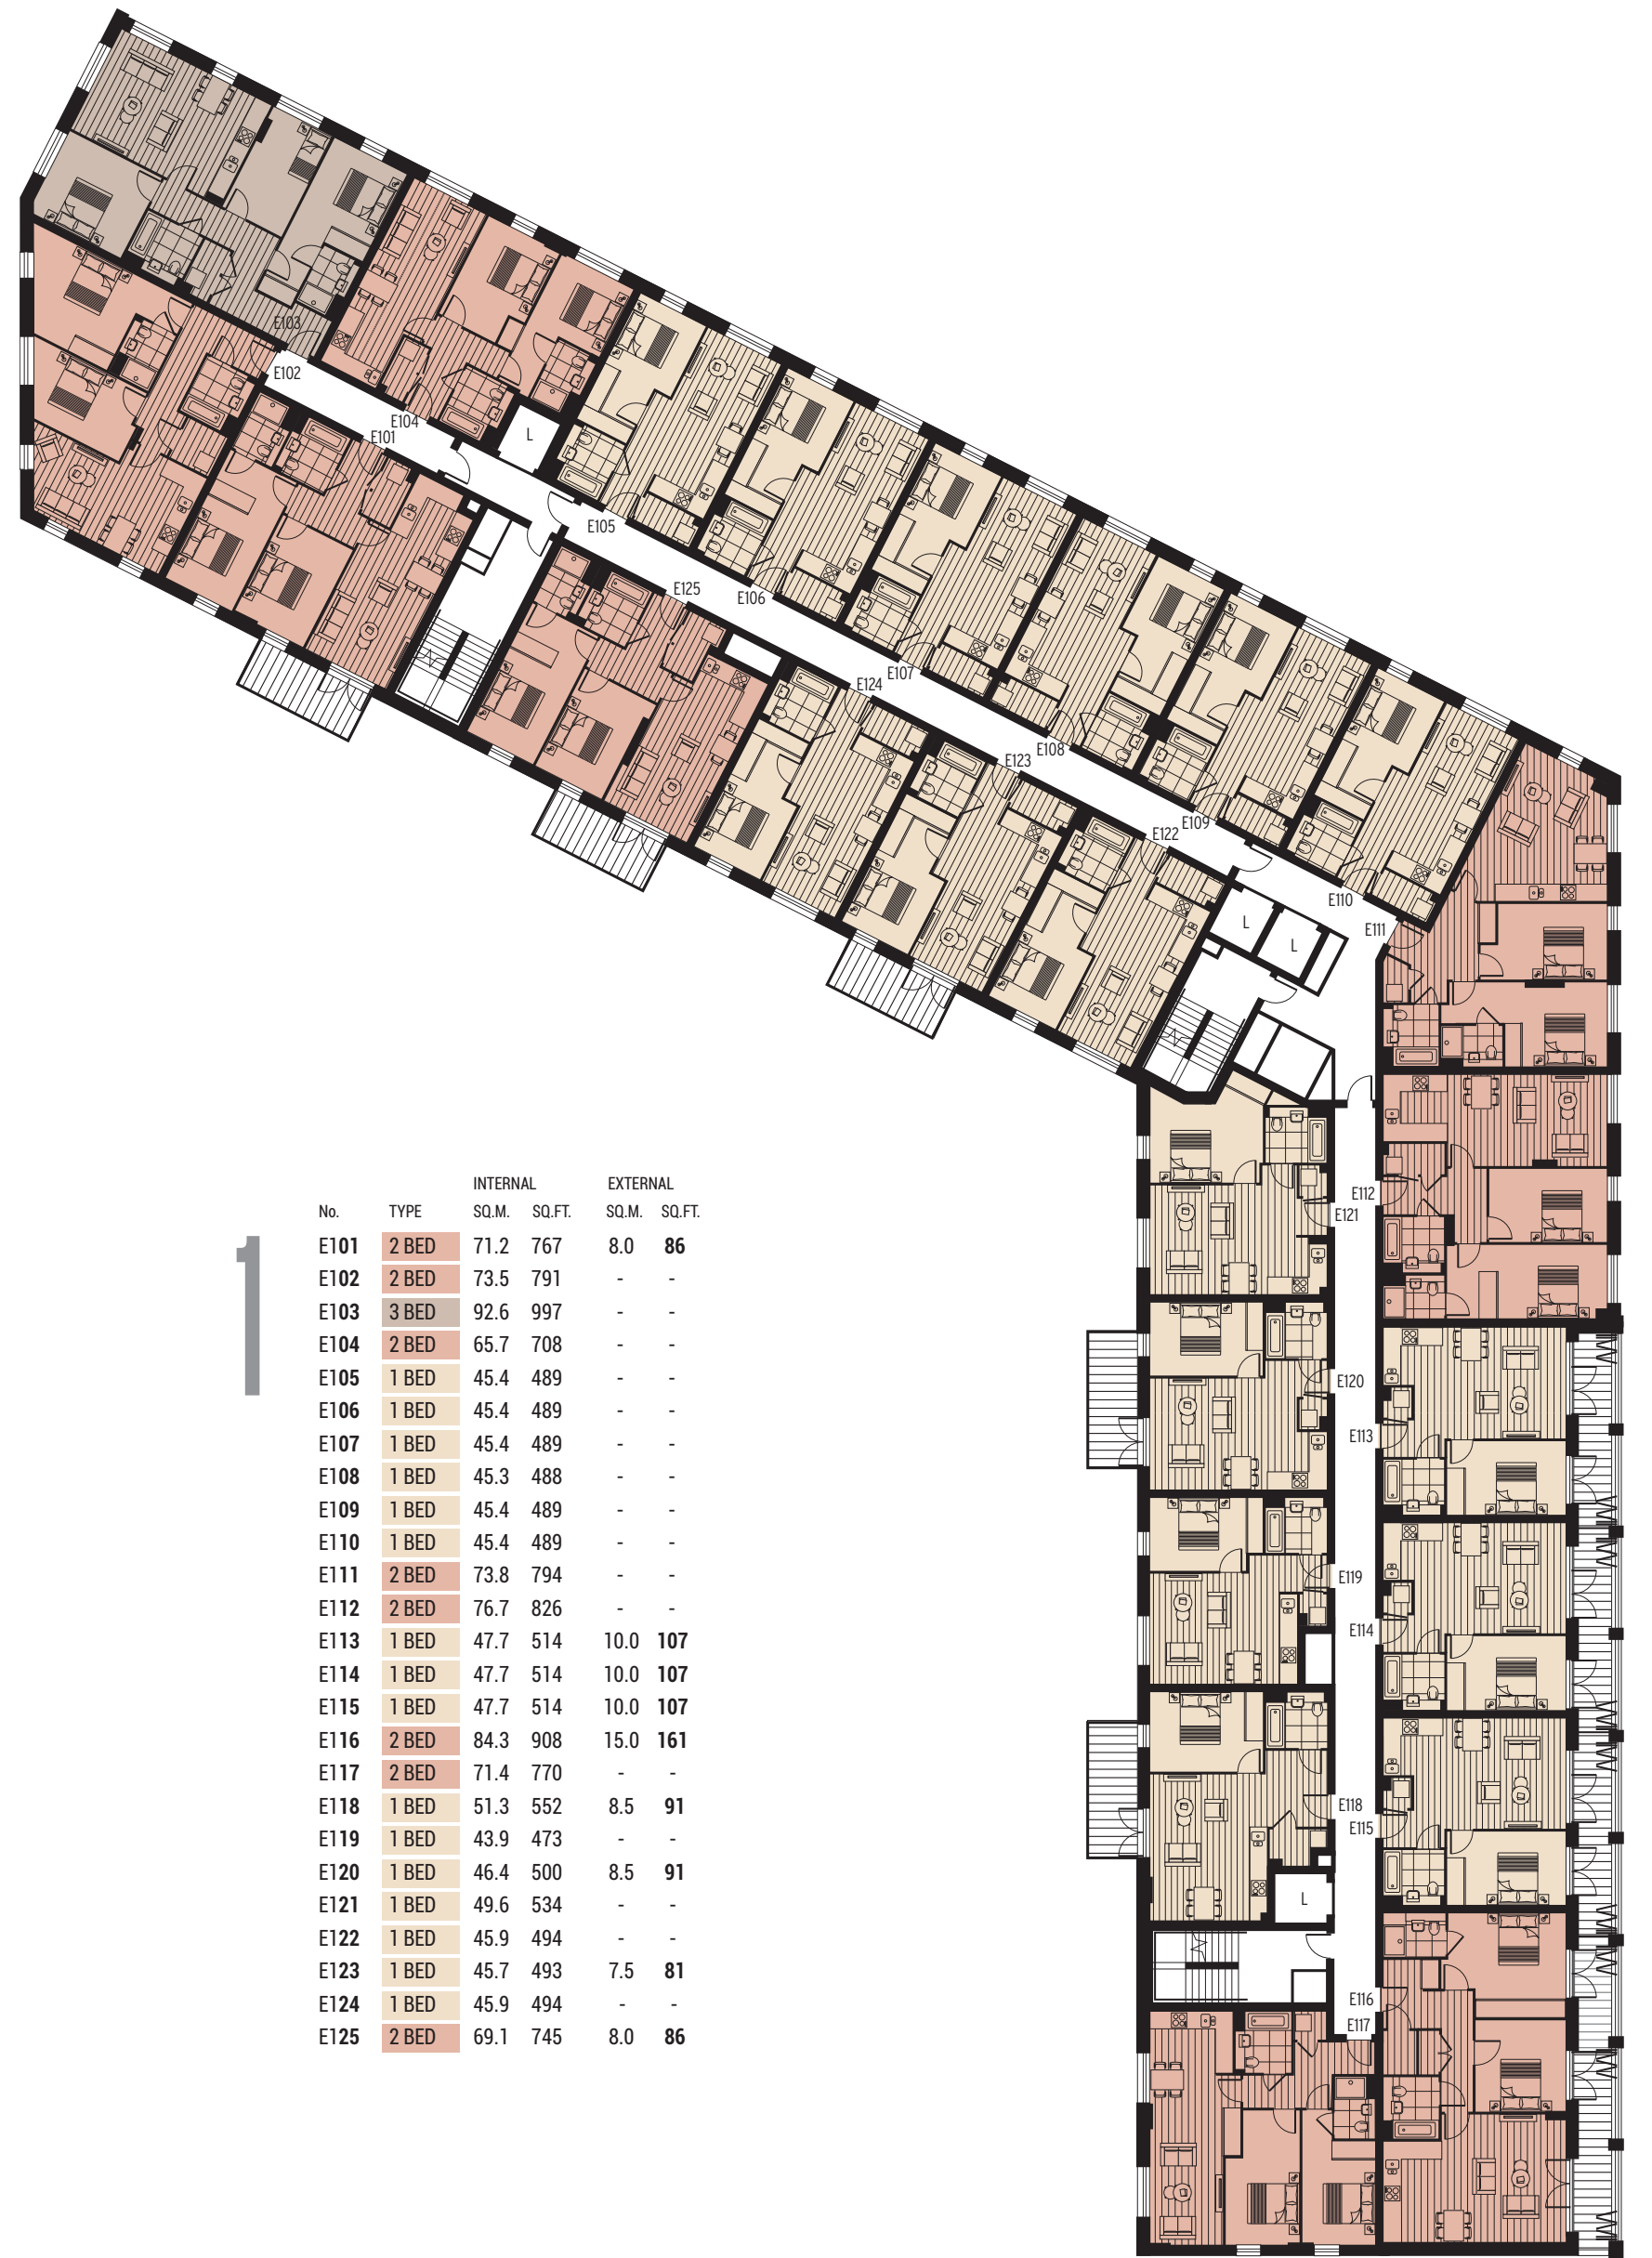 E103
E102
E104
E101
L
E105
E125
E106
E107
E124
E108
E123
E109
E122
E110
L
L
E111
E112
E121
E120
E113
E119
E114
E118
E115
L
E116
E117
1
INTERNAL EXTERNAL
No. TYPE SQ.M. SQ.FT. SQ.M. SQ.FT.
E101 2 BED 71.2 767 8.0 86
E102 2 BED 73.5 791 - -
E103 3 BED 92.6 997 - -
E104 2 BED 65.7 708 - -
E105 1 BED 45.4 489 - -
E106 1 BED 45.4 489 - -
E107 1 BED 45.4 489 - -
E108 1 BED 45.3 488 - -
E109 1 BED 45.4 489 - -
E110 1 BED 45.4 489 - -
E111 2 BED 73.8 794 - -
E112 2 BED 76.7 826 - -
E113 1 BED 47.7 514 10.0 107
E114 1 BED 47.7 514 10.0 107
E115 1 BED 47.7 514 10.0 107
E116 2 BED 84.3 908 15.0 161
E117 2 BED 71.4 770 - -
E118 1 BED 51.3 552 8.5 91
E119 1 BED 43.9 473 - -
E120 1 BED 46.4 500 8.5 91
E121 1 BED 49.6 534 - -
E122 1 BED 45.9 494 - -
E123 1 BED 45.7 493 7.5 81
E124 1 BED 45.9 494 - -
E125 2 BED 69.1 745 8.0 86